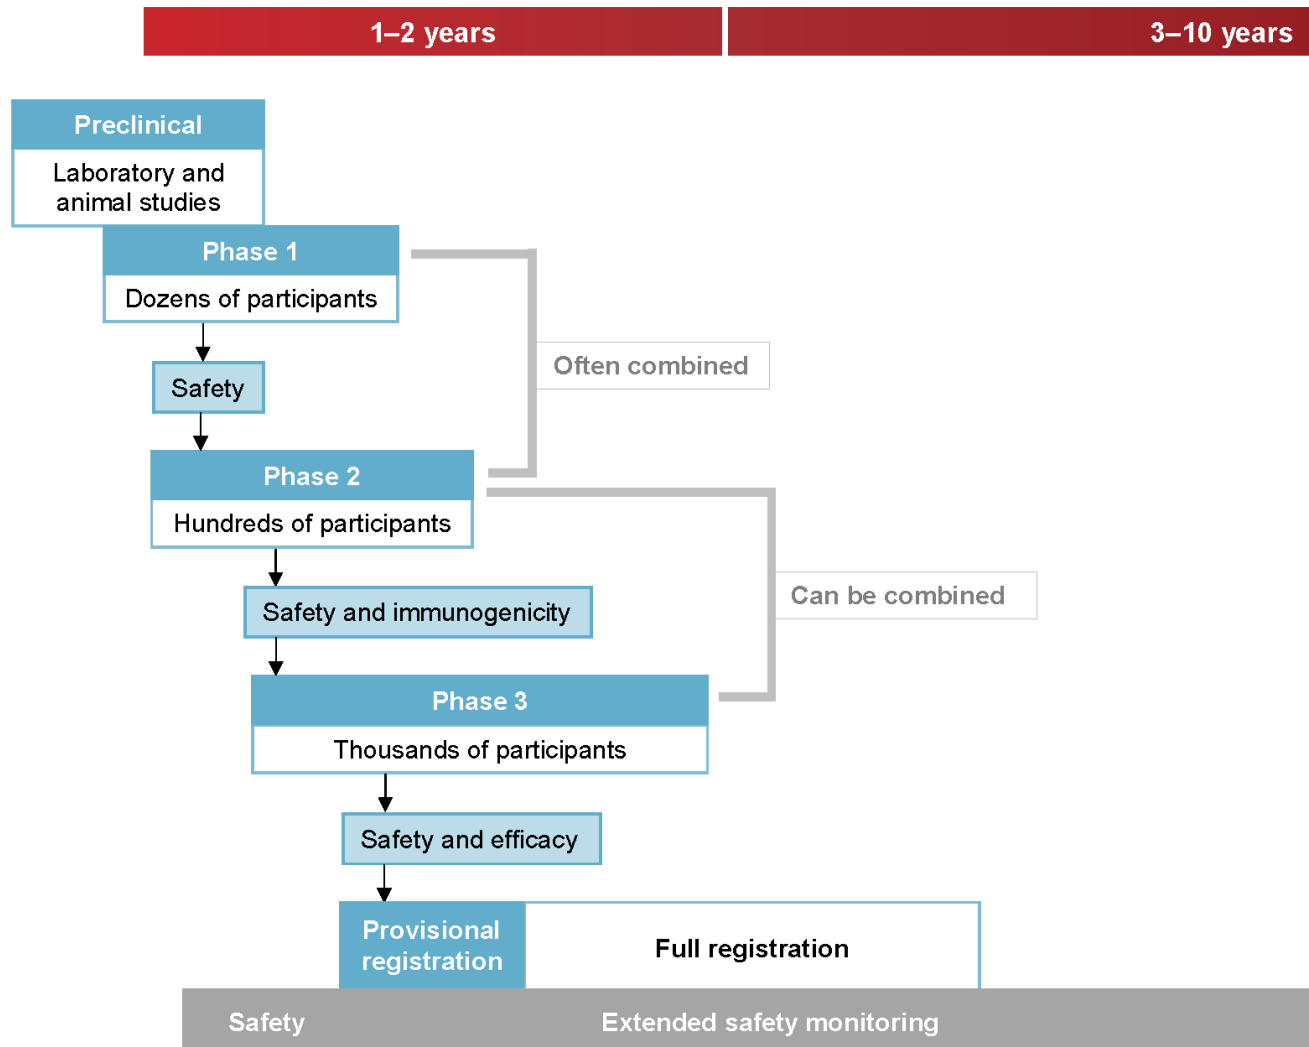 1–2 years
3–10 years
Preclinical
Laboratory and
animal studies
Phase 1
Dozens of participants
Often combined
Safety
Phase 2
Hundreds of participants
Can be combined
Safety and immunogenicity
Phase 3
Thousands of participants
Safety and efficacy
Provisional
registration
Full registration
Safety
Extended safety monitoring